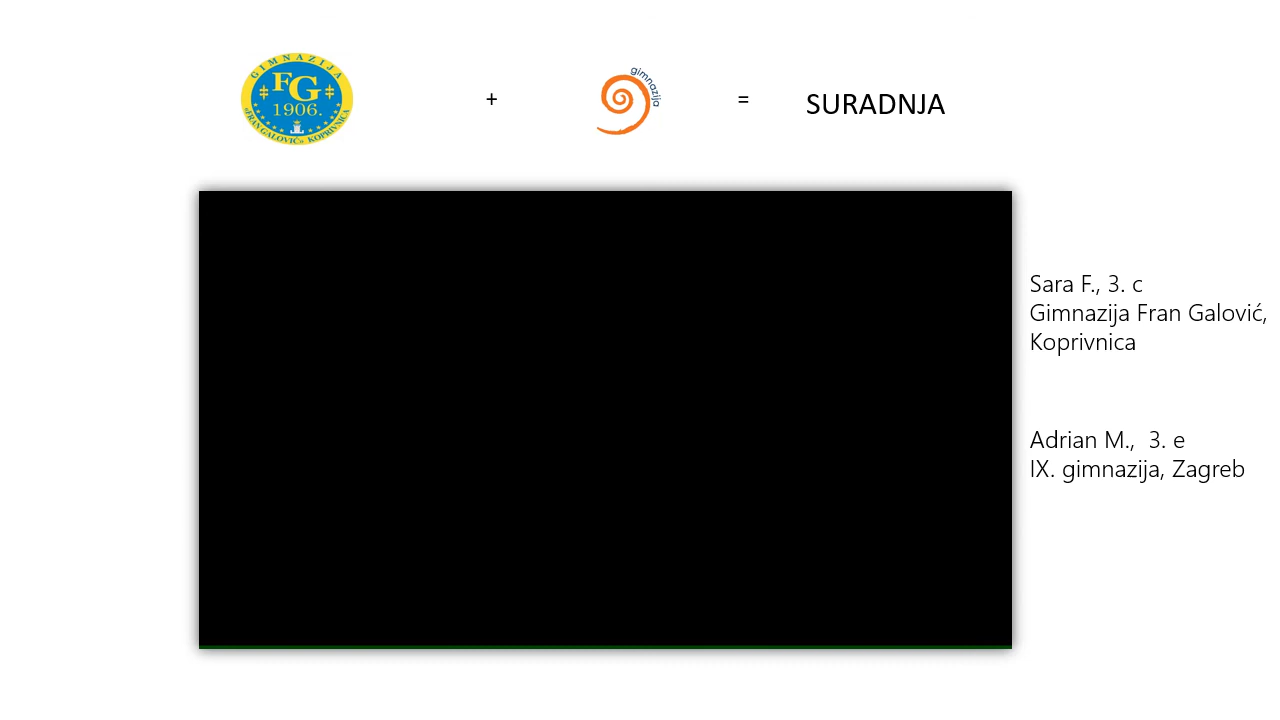 GIMNAZIJA
FG
1906.
"FRAN GALOVIĆ" KOPRIVNICA
+
gimnazija
=
SURADNJA
Sara F., 3. c
Gimnazija Fran Galović,
Koprivnica
Adrian M.,  3. e
IX. gimnazija, Zagreb